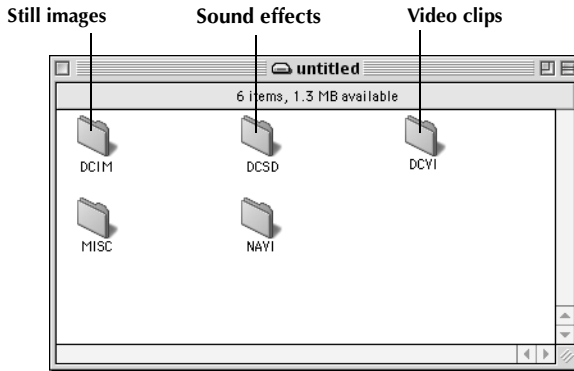 Still images Sound effects Video clips
untitled
6 items, 1.3 MB available
DCIM DCSD DCVI
MISC NAVI